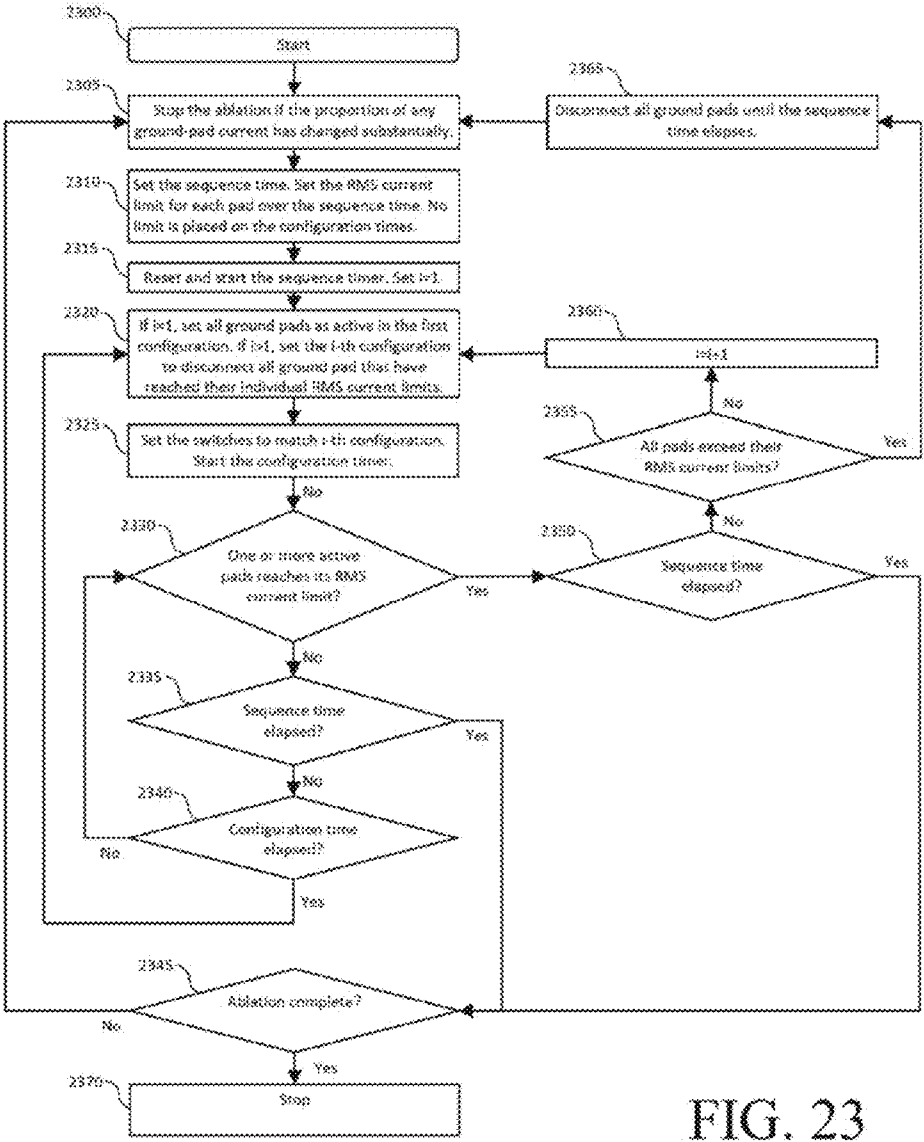 2300
Start
2305
Stop the ablation if the proportion of any
ground-pad current has changed substantially.
2365
Disconnect all ground pads until the sequence
time elapses.
2310
Set the sequence time. Set the RMS current
limit for each pad over the sequence time. No
limit is placed on the configuration times.
2315
Reset and start the sequence timer. Set i=1
2320
If i=1, set all ground pads as active in the first
configuration. If i>1, set the i-th configuration
to disconnect all ground pad that have
reached their individual RMS current limits.
2360
i=i+1
2325
Set the switches to match i-th configuration.
Start the configuration timer.
No
2355
All pads exceed their
RMS current limits?
Yes
No
No
2330
One or more active
pads reaches its RMS
current limit?
Yes
2350
Sequence time
elapsed?
Yes
No
2335
Sequence time
elapsed?
Yes
No
2340
Configuration time
elapsed?
No
Yes
2345
Ablation complete?
No
Yes
2370
Stop
FIG. 23